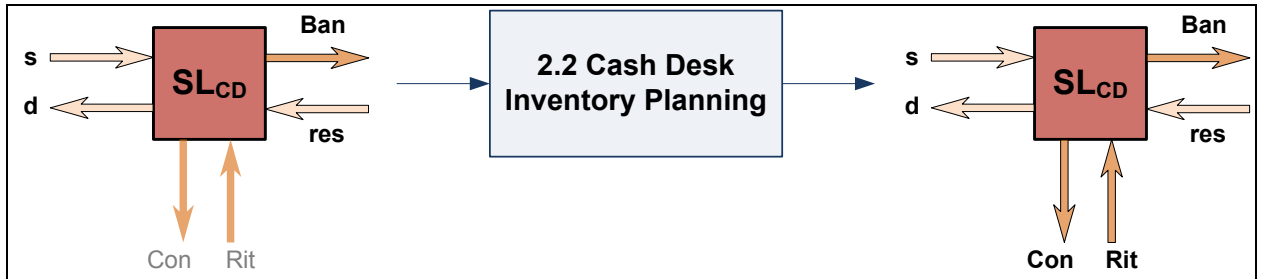 Ban
s
SLCD
d
res
Con Rit
2.2 Cash Desk
Inventory Planning
Ban
s
SLCD
d
res
Con Rit